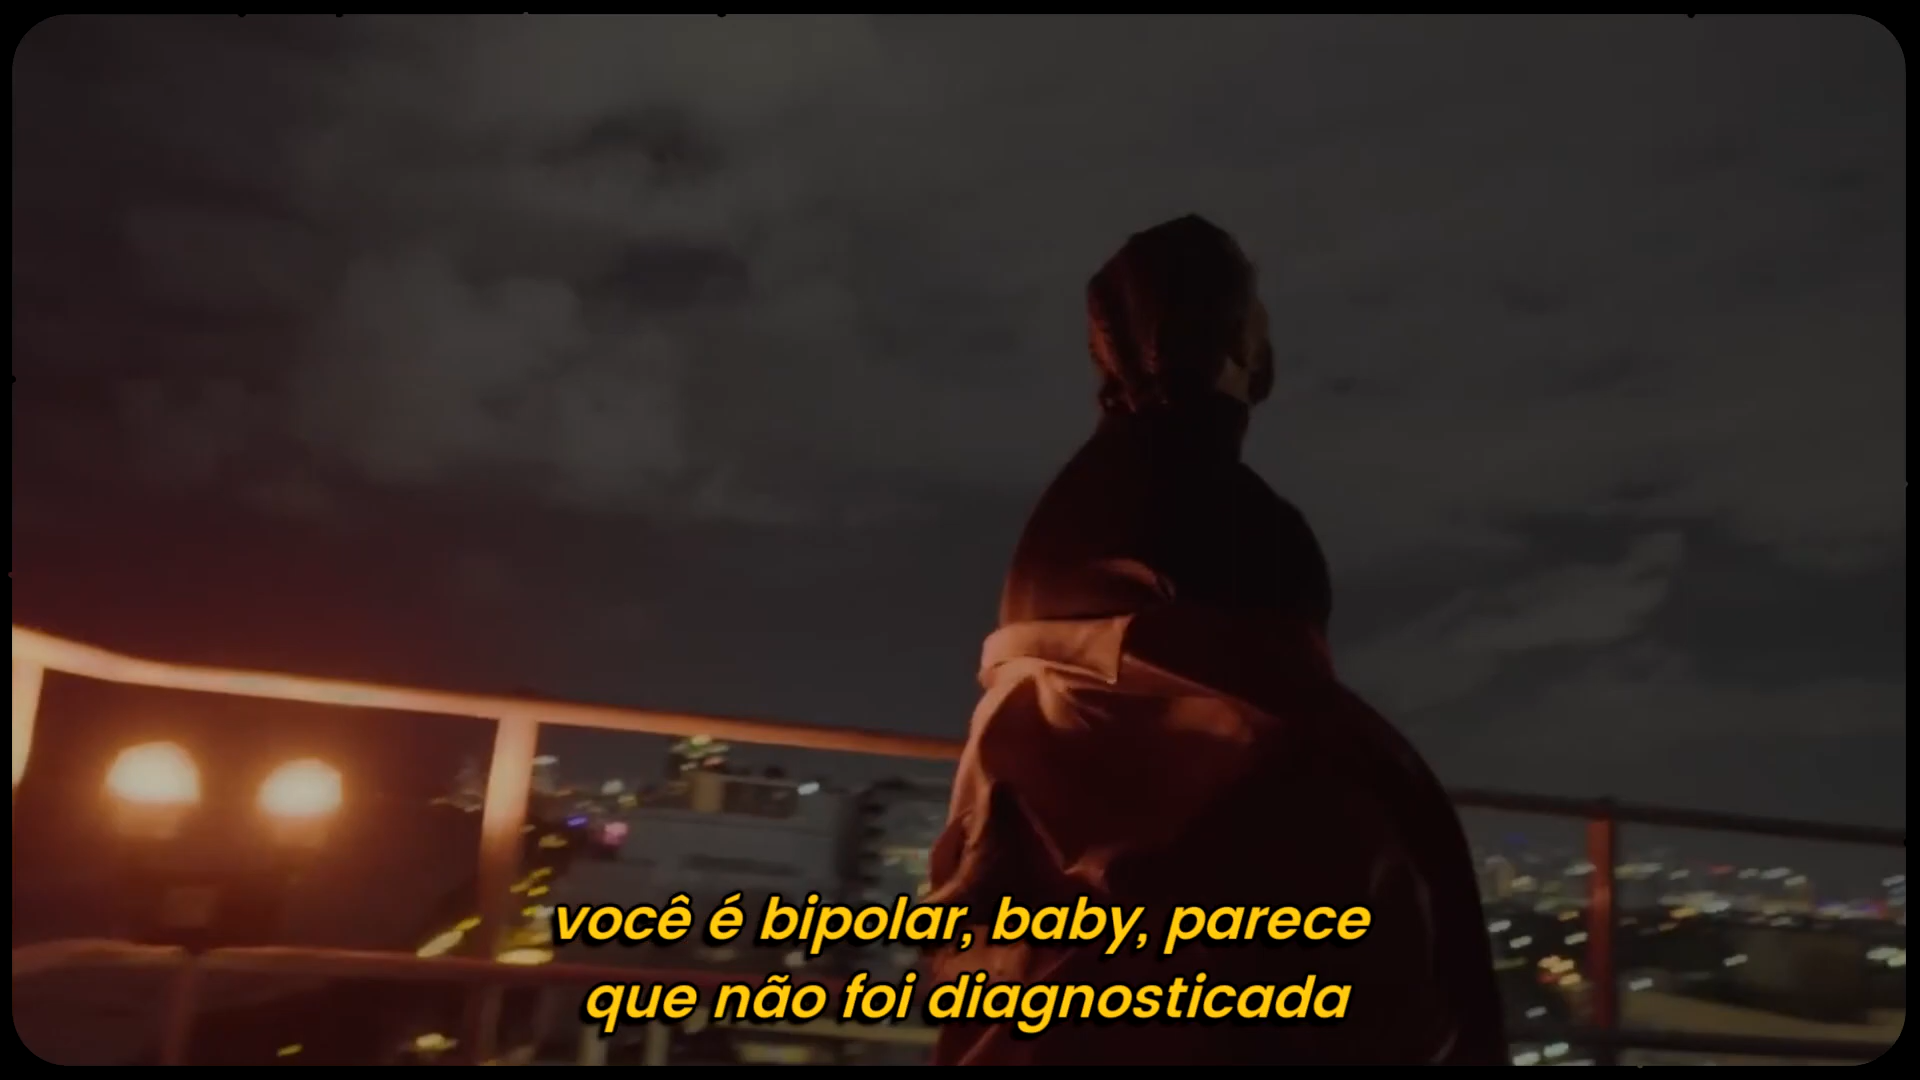 você é bipolar, baby, parece
que não foi diagnosticada